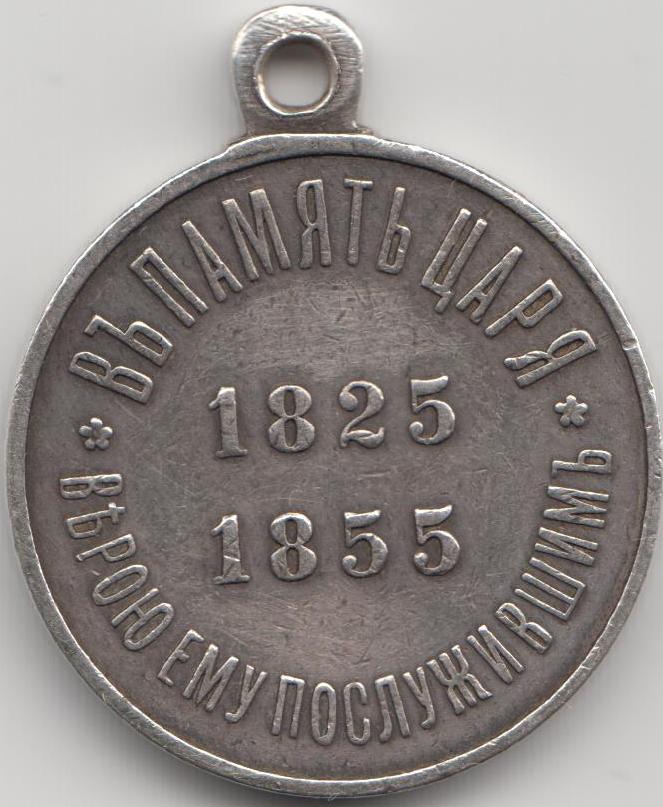 ВЪ ПАМЯТЬ ЦАРЯ
1825
1855
ВѢРОЮ ЕМУ ПОСЛУЖИВШИМЪ